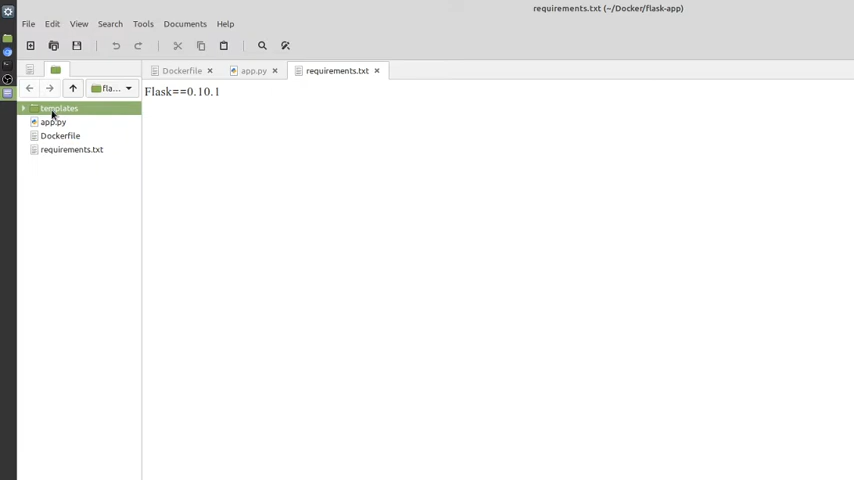 requirements.txt (~/Docker/flask-app)
File Edit View Search Tools Documents Help
Dockerfile app.py requirements.txt
fla...
Flask==0.10.1
templates
app.py
Dockerfile
requirements.txt